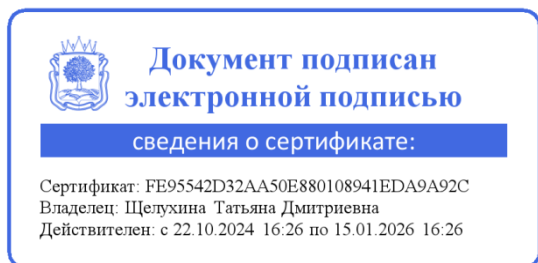 Документ подписан
электронной подписью
сведения о сертификате:
Сертификат: FE95542D32AA50E880108941EDA9A92C
Владелец: Щелухина Татьяна Дмитриевна
Действителен: с 22.10.2024 16:26 по 15.01.2026 16:26